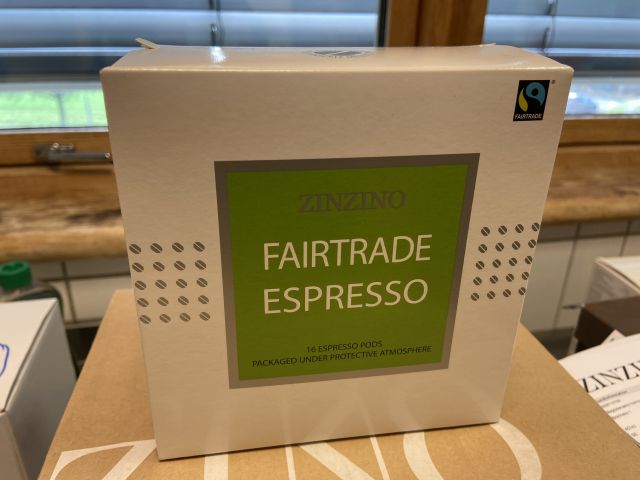 FAIRTRADE
ZINZINO
FAIRTRADE
ESPRESSO
16 ESPRESSO PODS
PACKAGED UNDER PROTECTIVE ATMOSPHERE